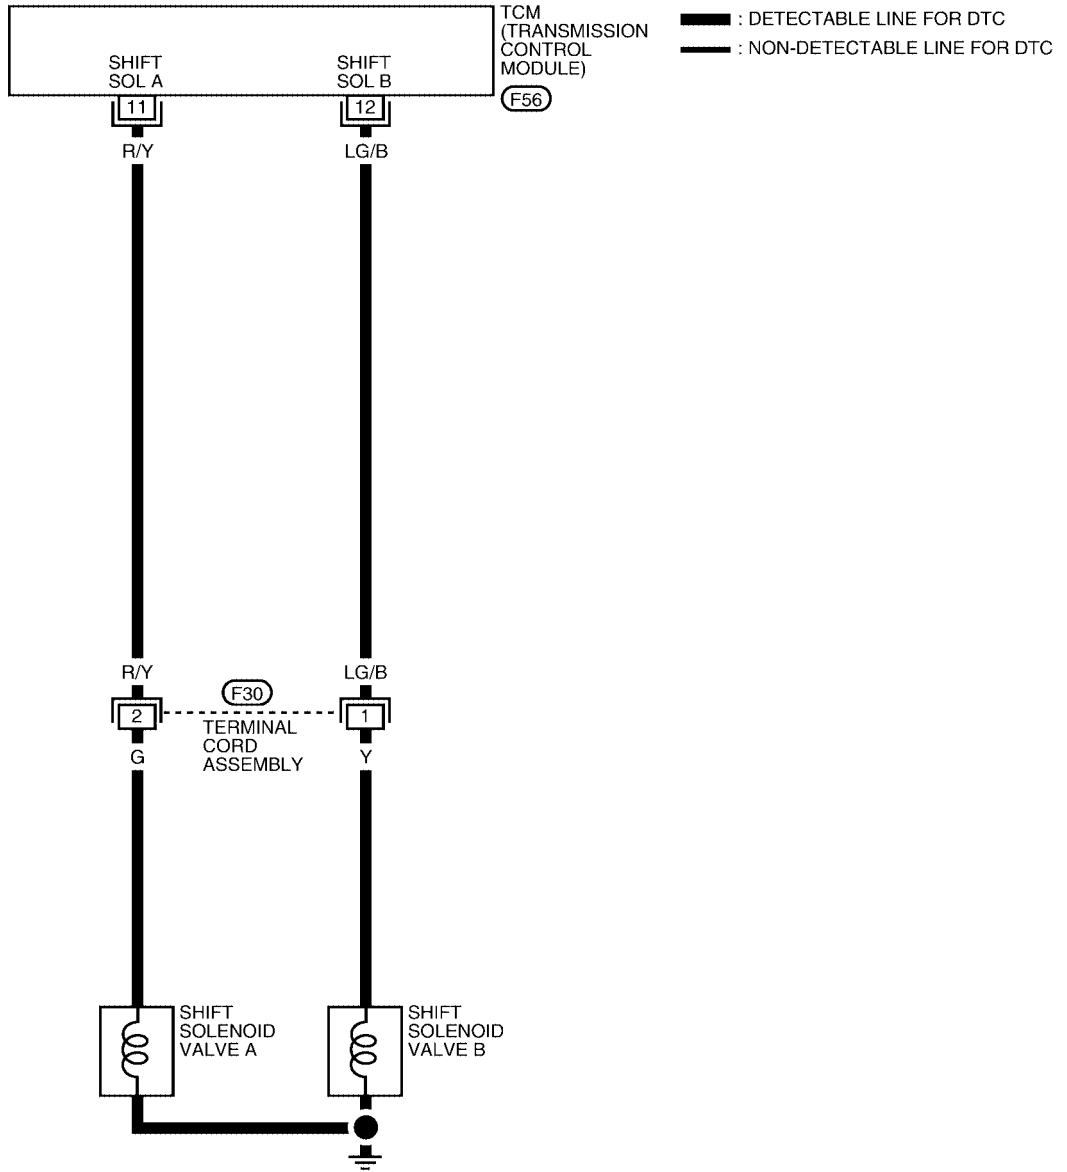 TCM
(TRANSMISSION
CONTROL
MODULE)
F56
: DETECTABLE LINE FOR DTC
: NON-DETECTABLE LINE FOR DTC
SHIFT
SOL A
SHIFT
SOL B
11
12
R/Y
LG/B
R/Y
LG/B
F30
2
1
TERMINAL
CORD
ASSEMBLY
G
Y
SHIFT
SOLENOID
VALVE A
SHIFT
SOLENOID
VALVE B